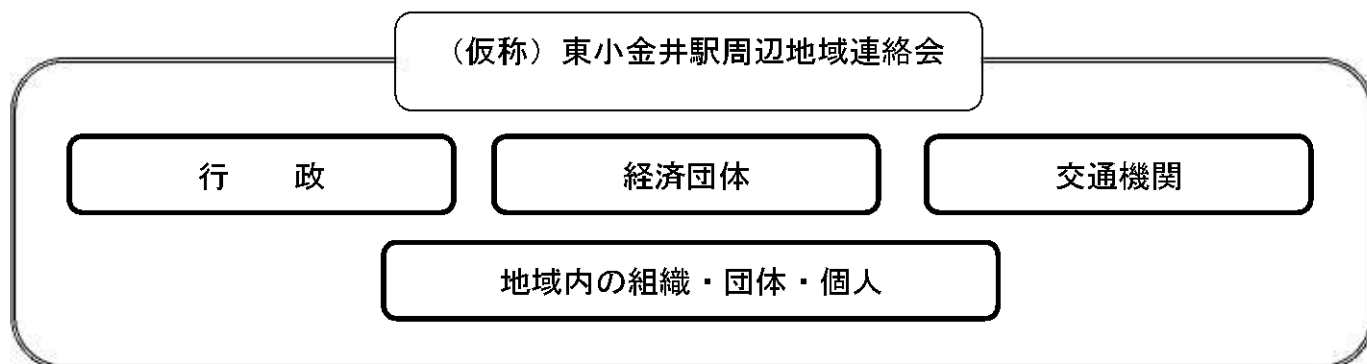 （仮称）東小金井駅周辺地域連絡会
行　　政
経済団体
交通機関
地域内の組織・団体・個人